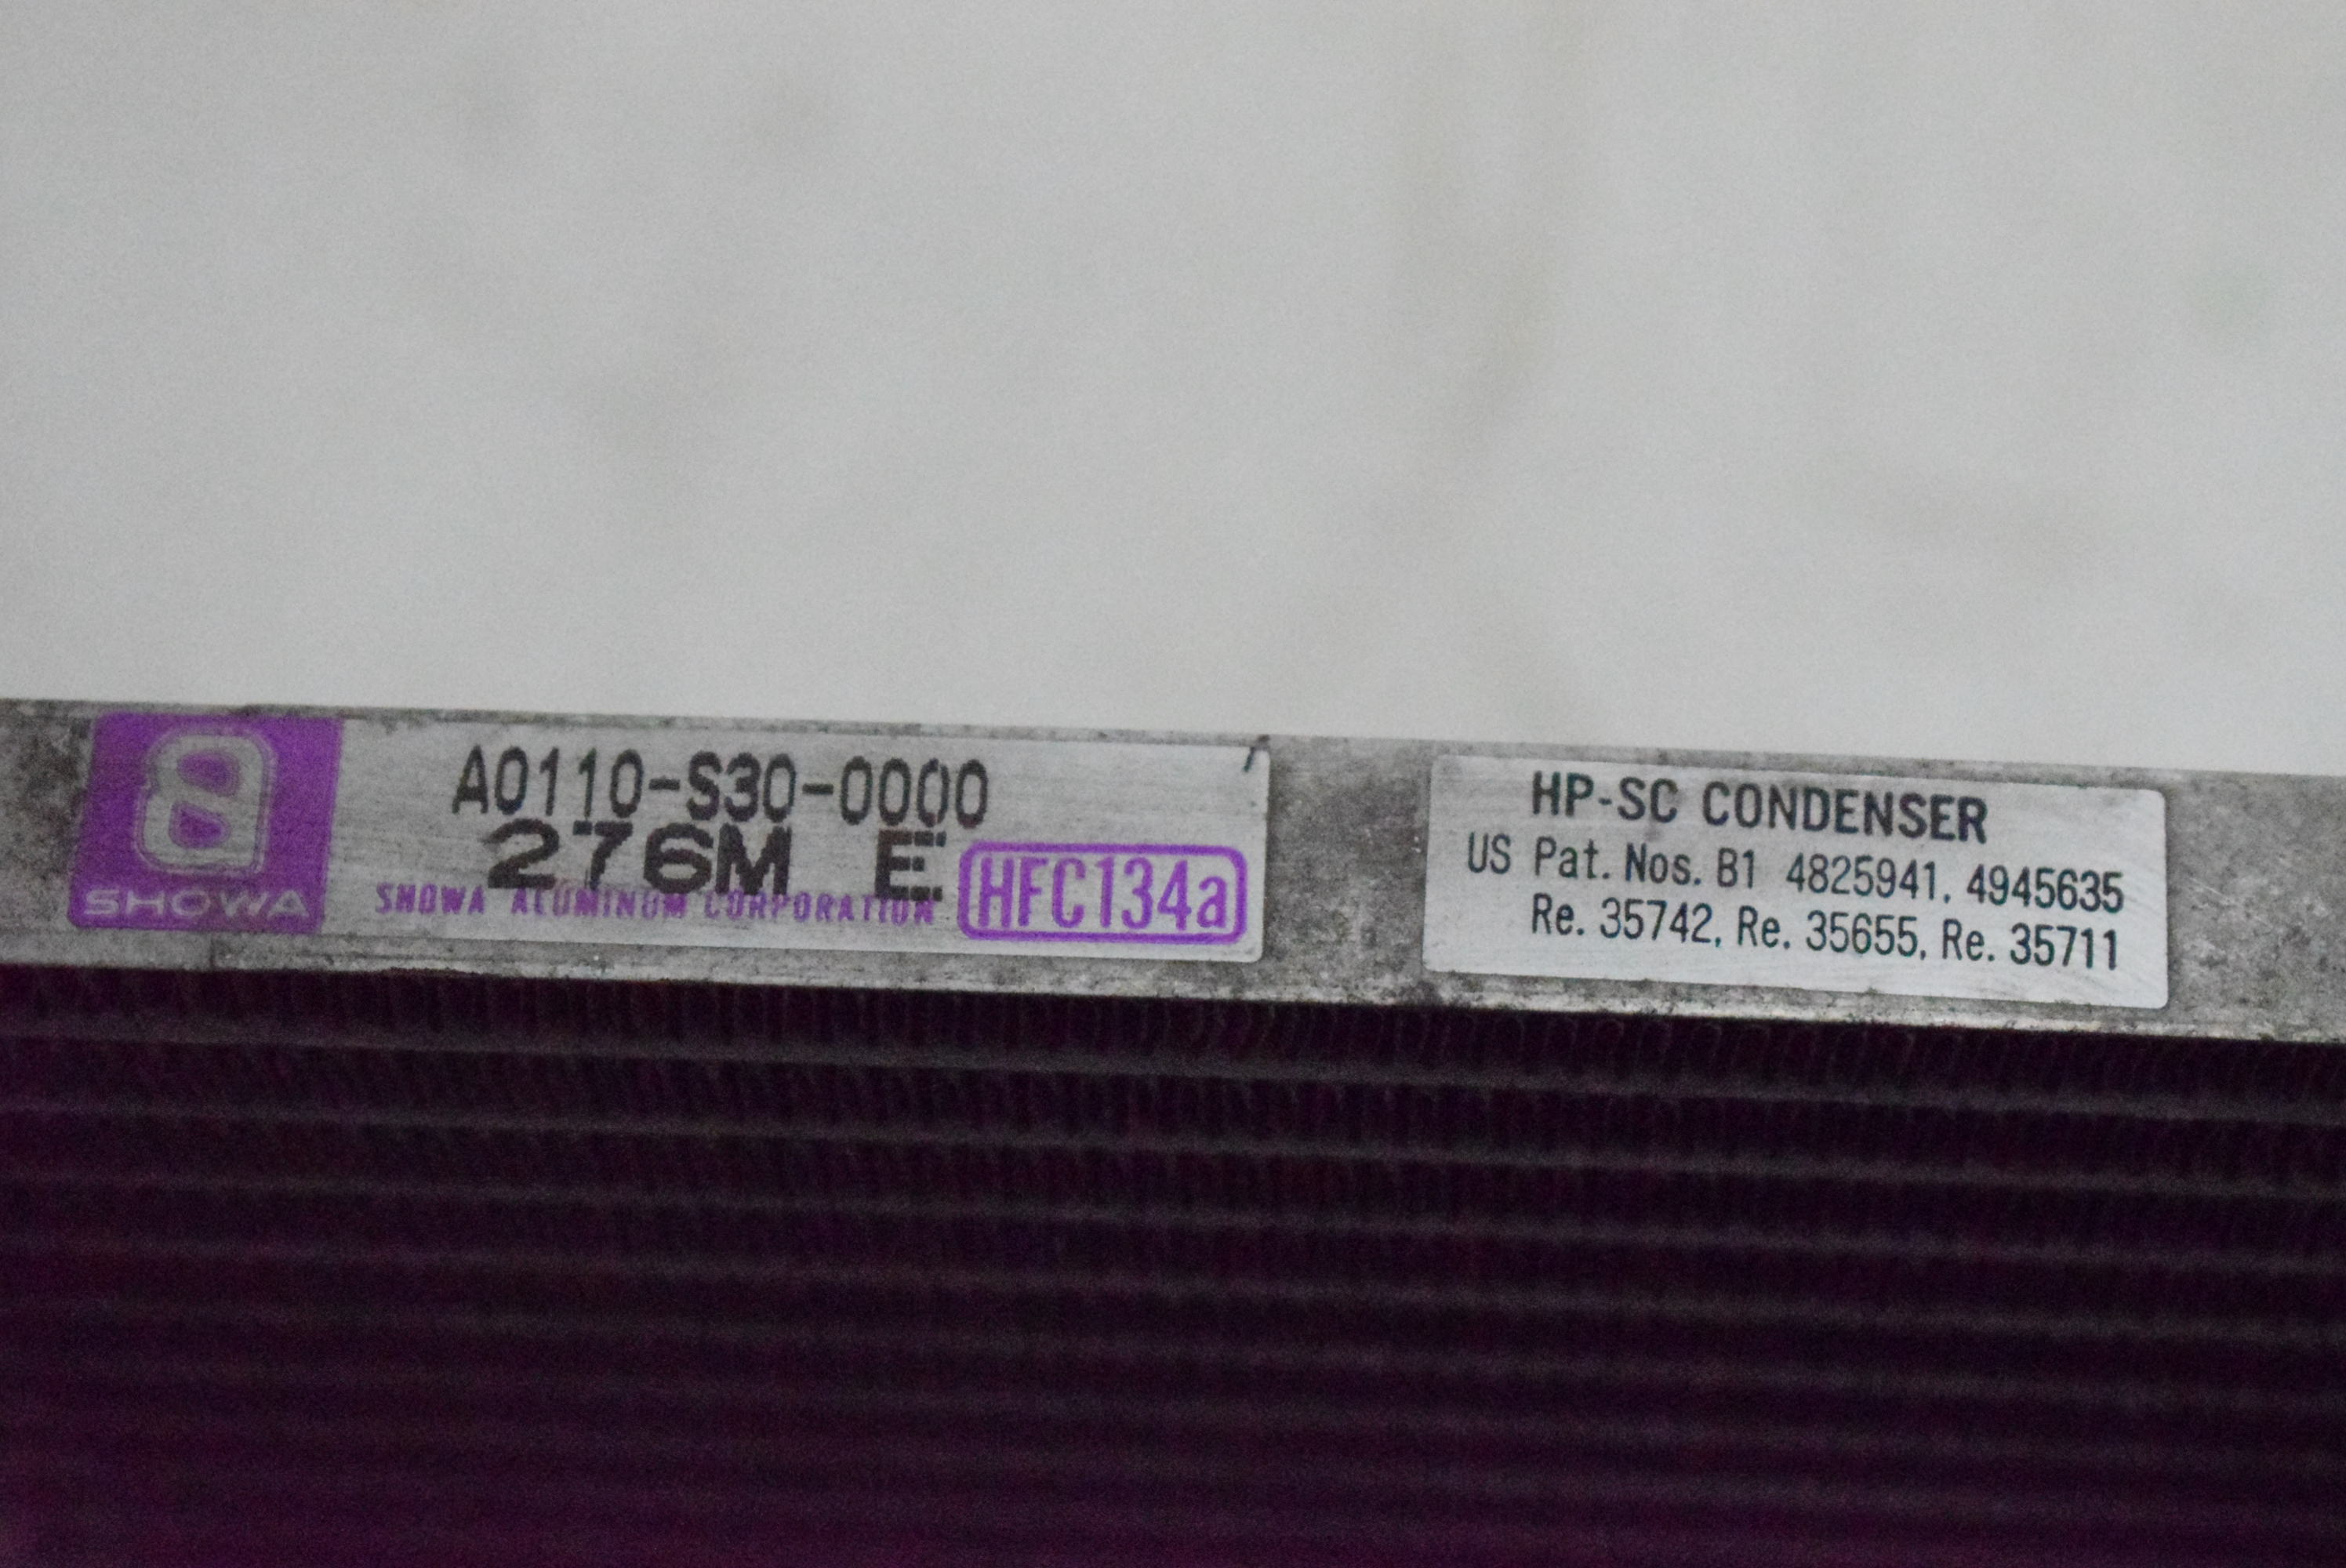 SHOWA
A0110-S30-0000
276M E
SHOWA ALUMINUM CORPORATION
HFC134a
HP-SC CONDENSER
US Pat. Nos. B1 4825941, 4945635
Re. 35742, Re. 35655, Re. 35711